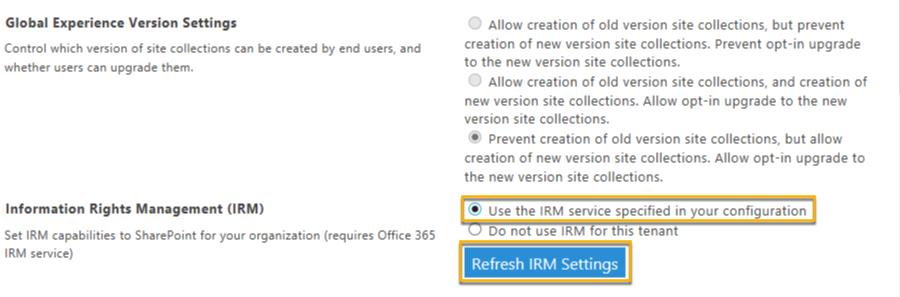 Global Experience Version Settings
Control which version of site collections can be created by end users, and
whether users can upgrade them.
Allow creation of old version site collections, but prevent
creation of new version site collections. Prevent opt-in upgrade
to the new version site collections.
Allow creation of old version site collections, and creation of
new version site collections. Allow opt-in upgrade to the new
version site collections.
Prevent creation of old version site collections, but allow
creation of new version site collections. Allow opt-in upgrade to
the new version site collections.
Information Rights Management (IRM)
Set IRM capabilities to SharePoint for your organization (requires Office 365
IRM service)
Use the IRM service specified in your configuration
Do not use IRM for this tenant
Refresh IRM Settings